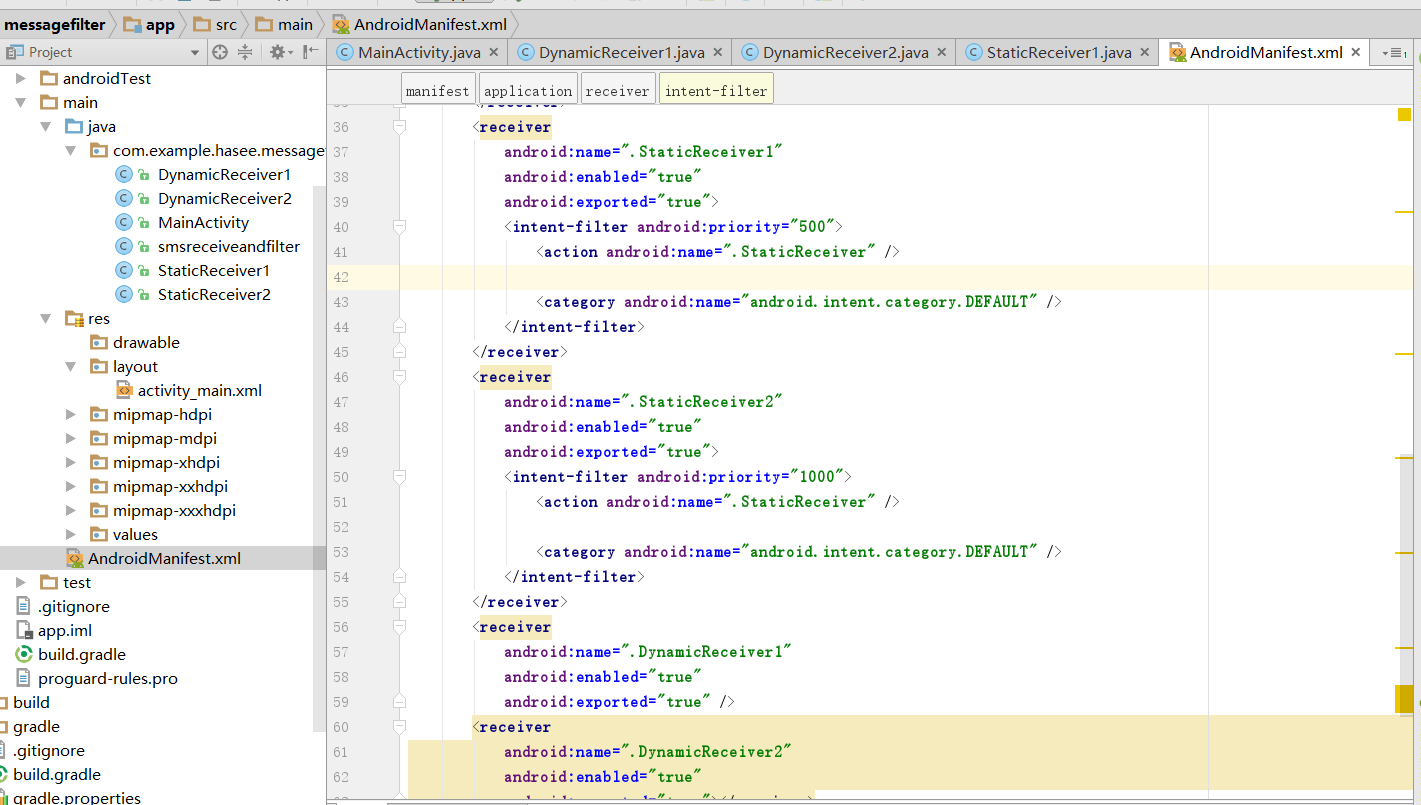 messagefilter app src main AndroidManifest.xml
Project
MainActivity.java DynamicReceiver1.java DynamicReceiver2.java StaticReceiver1.java AndroidManifest.xml
androidTest
main
java
com.example.hasee.message
DynamicReceiver1
DynamicReceiver2
MainActivity
smsreceiveandfilter
StaticReceiver1
StaticReceiver2
res
drawable
layout
activity_main.xml
mipmap-hdpi
mipmap-mdpi
mipmap-xhdpi
mipmap-xxhdpi
mipmap-xxxhdpi
values
AndroidManifest.xml
test
.gitignore
app.iml
build.gradle
proguard-rules.pro
build
gradle
.gitignore
build.gradle
gradle.properties
manifest application receiver intent-filter
36 <receiver
37 android:name=".StaticReceiver1"
38 android:enabled="true"
39 android:exported="true">
40 <intent-filter android:priority="500">
41 <action android:name=".StaticReceiver" />
42
43 <category android:name="android.intent.category.DEFAULT" />
44 </intent-filter>
45 </receiver>
46 <receiver
47 android:name=".StaticReceiver2"
48 android:enabled="true"
49 android:exported="true">
50 <intent-filter android:priority="1000">
51 <action android:name=".StaticReceiver" />
52
53 <category android:name="android.intent.category.DEFAULT" />
54 </intent-filter>
55 </receiver>
56 <receiver
57 android:name=".DynamicReceiver1"
58 android:enabled="true"
59 android:exported="true" />
60 <receiver
61 android:name=".DynamicReceiver2"
62 android:enabled="true"